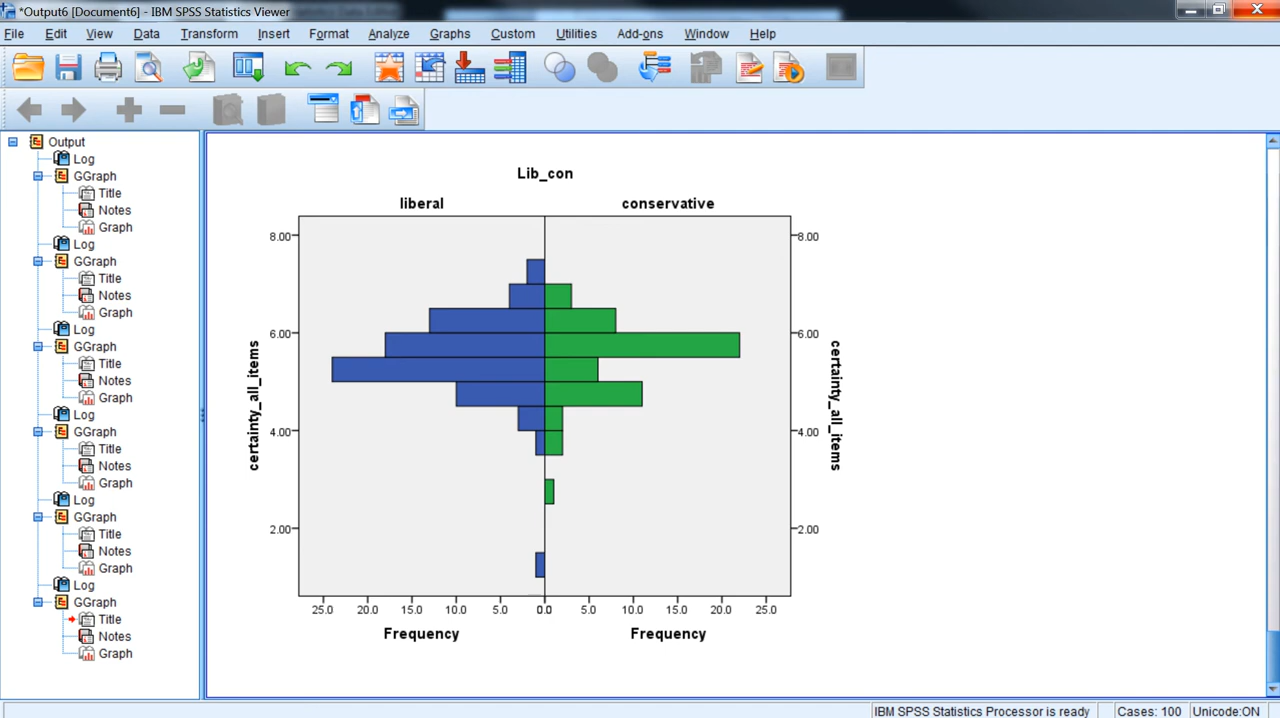 *Output6 [Document6] - IBM SPSS Statistics Viewer
File Edit View Data Transform Insert Format Analyze Graphs Custom Utilities Add-ons Window Help
Output
Log
GGraph
Title
Notes
Graph
Log
GGraph
Title
Notes
Graph
Log
GGraph
Title
Notes
Graph
Log
GGraph
Title
Notes
Graph
Log
GGraph
Title
Notes
Graph
Log
GGraph
Title
Notes
Graph
Lib_con
liberal conservative
8.00 8.00
6.00 6.00
certainty_all_items certainty_all_items
4.00 4.00
2.00 2.00
25.0 20.0 15.0 10.0 5.0 0.0 5.0 10.0 15.0 20.0 25.0
Frequency Frequency
IBM SPSS Statistics Processor is ready Cases: 100 Unicode:ON